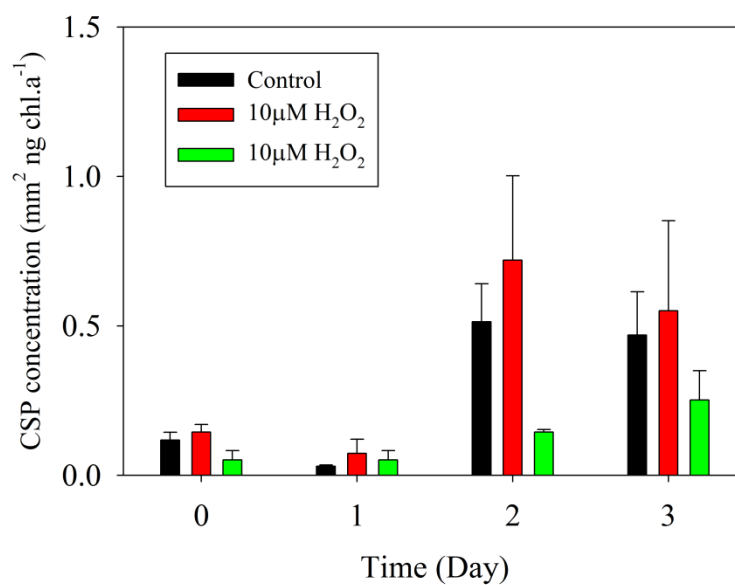 1.5
1.0
0.5
0.0
CSP concentration (mm² ng chl.a⁻¹)
Control
10μM H₂O₂
10μM H₂O₂
0 1 2 3
Time (Day)